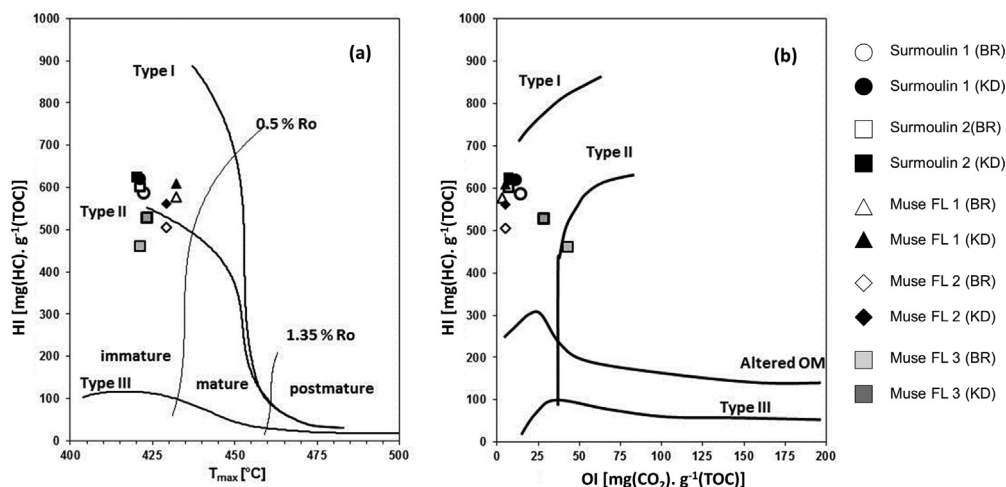 (a)
HI [mg(HC). g⁻¹(TOC)]
1000
900
800
700
600
500
400
300
200
100
0
Type I
0.5 % Ro
Type II
1.35 % Ro
immature
mature
postmature
Type III
400
425
450
475
500
Tmax [°C]
(b)
HI [mg(HC). g⁻¹(TOC)]
1000
900
800
700
600
500
400
300
200
100
0
Type I
Type II
Altered OM
Type III
0
25
50
75
100
125
150
175
200
OI [mg(CO₂). g⁻¹(TOC)]
Surmoulin 1 (BR)
Surmoulin 1 (KD)
Surmoulin 2(BR)
Surmoulin 2 (KD)
Muse FL 1 (BR)
Muse FL 1 (KD)
Muse FL 2 (BR)
Muse FL 2 (KD)
Muse FL 3 (BR)
Muse FL 3 (KD)